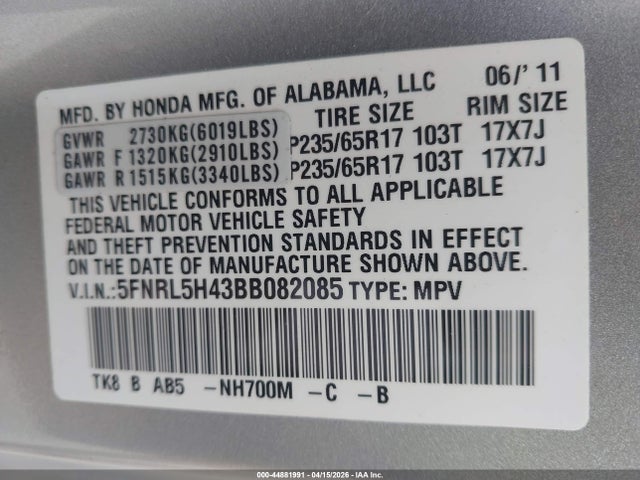 MFD. BY HONDA MFG. OF ALABAMA, LLC 06/' 11
TIRE SIZE RIM SIZE
GVWR 2730KG(6019LBS)
GAWR F 1320KG(2910LBS) P235/65R17 103T 17X7J
GAWR R 1515KG(3340LBS) P235/65R17 103T 17X7J
THIS VEHICLE CONFORMS TO ALL APPLICABLE
FEDERAL MOTOR VEHICLE SAFETY
AND THEFT PREVENTION STANDARDS IN EFFECT
ON THE DATE OF MANUFACTURE SHOWN ABOVE.
V.I.N.:5FNRL5H43BB082085 TYPE: MPV
TK8 B AB5 -NH700M -C -B
000-44881991 - 04/15/2026 - IAA Inc.